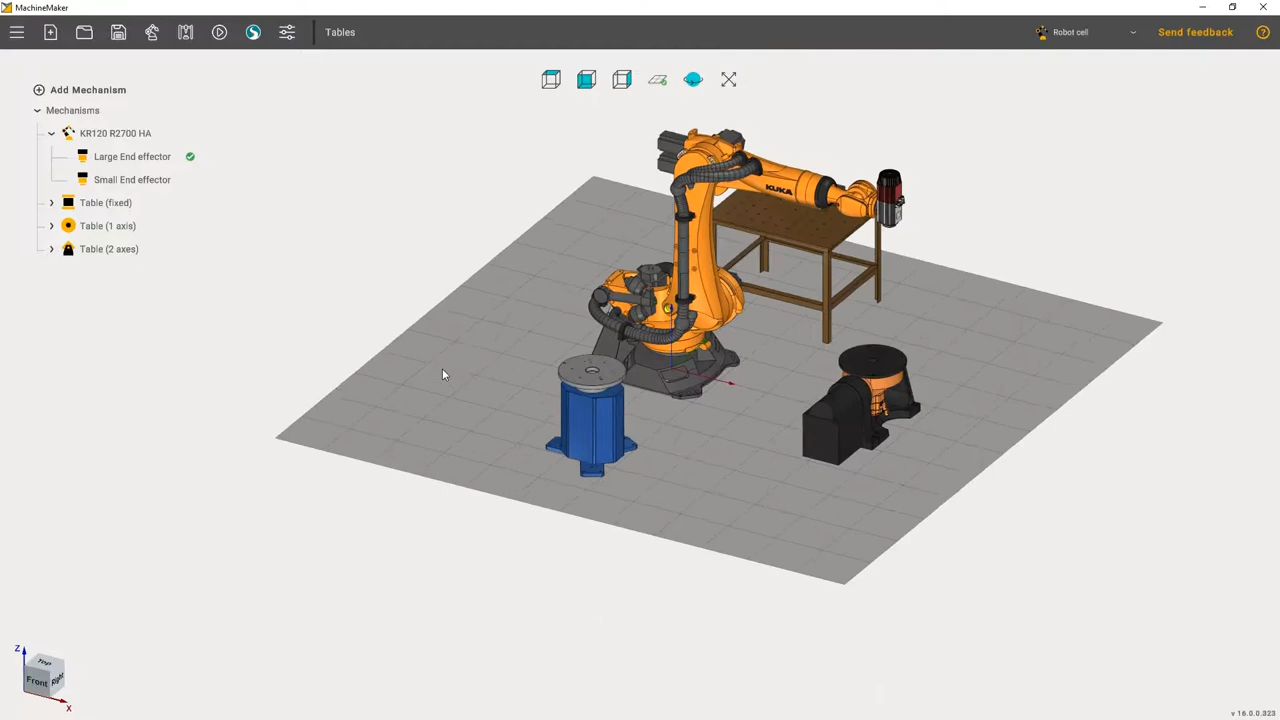 MachineMaker
Tables
Robot cell
Send feedback
?
Add Mechanism
Mechanisms
KR120 R2700 HA
Large End effector
Small End effector
Table (fixed)
Table (1 axis)
Table (2 axes)
KUKA
Z
TOP
Front
Right
X
v 16.0.0.323